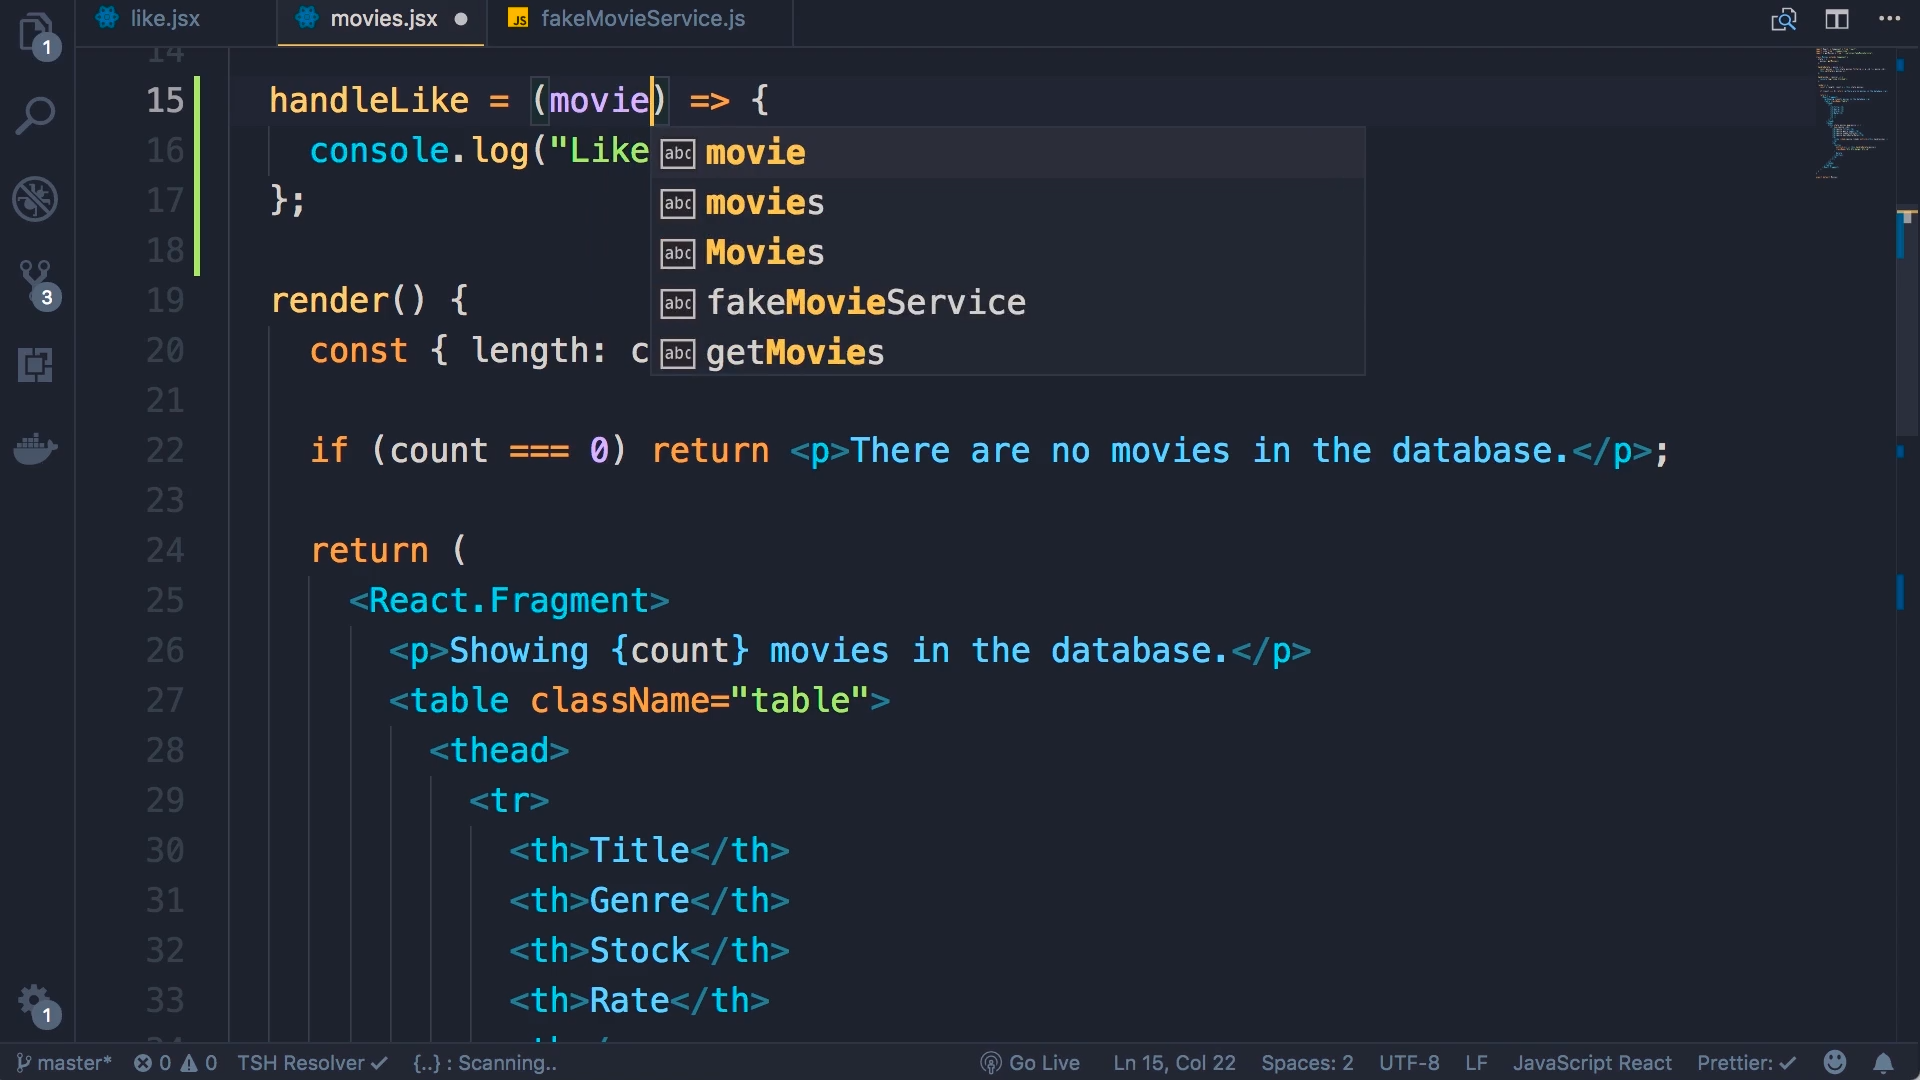 like.jsx
movies.jsx
JS fakeMovieService.js
1
14
15 handleLike = (movie) => {
16 console.log("Like
17 };
18
19 render() {
20 const { length: c
21
22 if (count === 0) return <p>There are no movies in the database.</p>;
23
24 return (
25 <React.Fragment>
26 <p>Showing {count} movies in the database.</p>
27 <table className="table">
28 <thead>
29 <tr>
30 <th>Title</th>
31 <th>Genre</th>
32 <th>Stock</th>
33 <th>Rate</th>
abc movie
abc movies
abc Movies
abc fakeMovieService
abc getMovies
3
1
master* 0 0 TSH Resolver {..} : Scanning.. Go Live Ln 15, Col 22 Spaces: 2 UTF-8 LF JavaScript React Prettier: